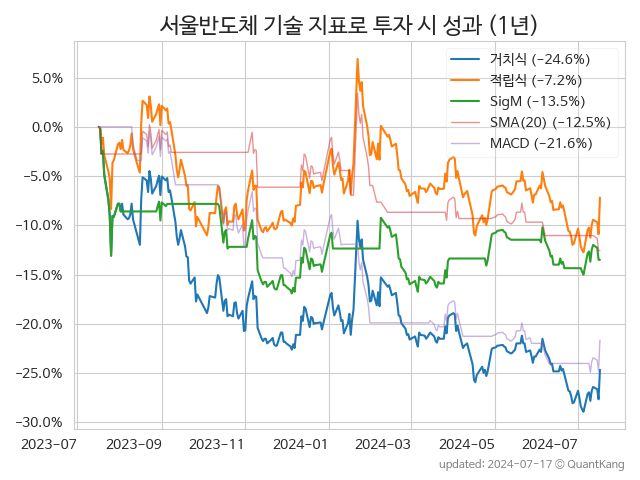 서울반도체 기술 지표로 투자 시 성과 (1년)
거치식 (−24.6%)
적립식 (−7.2%)
SigM (−13.5%)
SMA(20) (−12.5%)
MACD (−21.6%)
5.0%
0.0%
−5.0%
−10.0%
−15.0%
−20.0%
−25.0%
−30.0%
2023−07 2023−09 2023−11 2024−01 2024−03 2024−05 2024−07
updated: 2024−07−17 © QuantKang